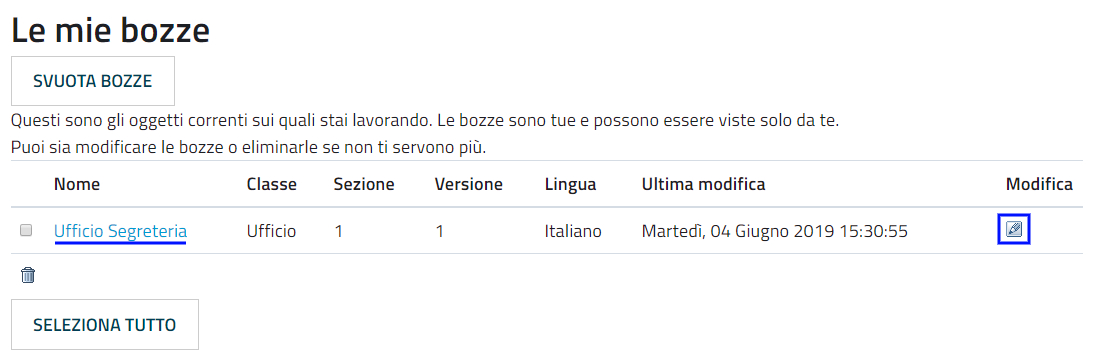 Le mie bozze
SVUOTA BOZZE
Questi sono gli oggetti correnti sui quali stai lavorando. Le bozze sono tue e possono essere viste solo da te.
Puoi sia modificare le bozze o eliminarle se non ti servono più.
Nome Classe Sezione Versione Lingua Ultima modifica Modifica
Ufficio Segreteria Ufficio 1 1 Italiano Martedì, 04 Giugno 2019 15:30:55
SELEZIONA TUTTO